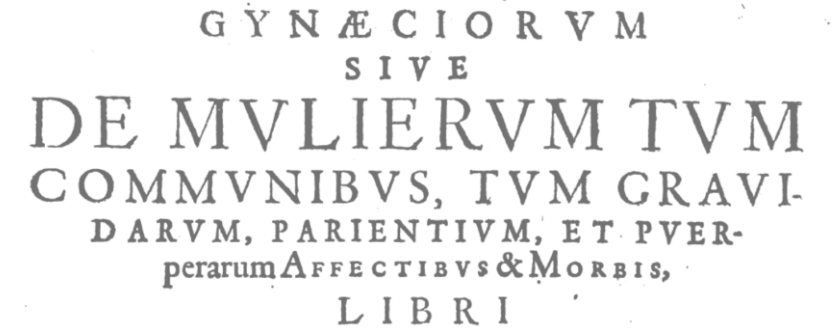 GYNÆCIORVM
SIVE
DE MVLIERVM TVM
COMMVNIBVS, TVM GRAVI-
DARVM, PARIENTIVM, ET PVER-
perarum AFFECTIBVS & MORBIS,
LIBRI